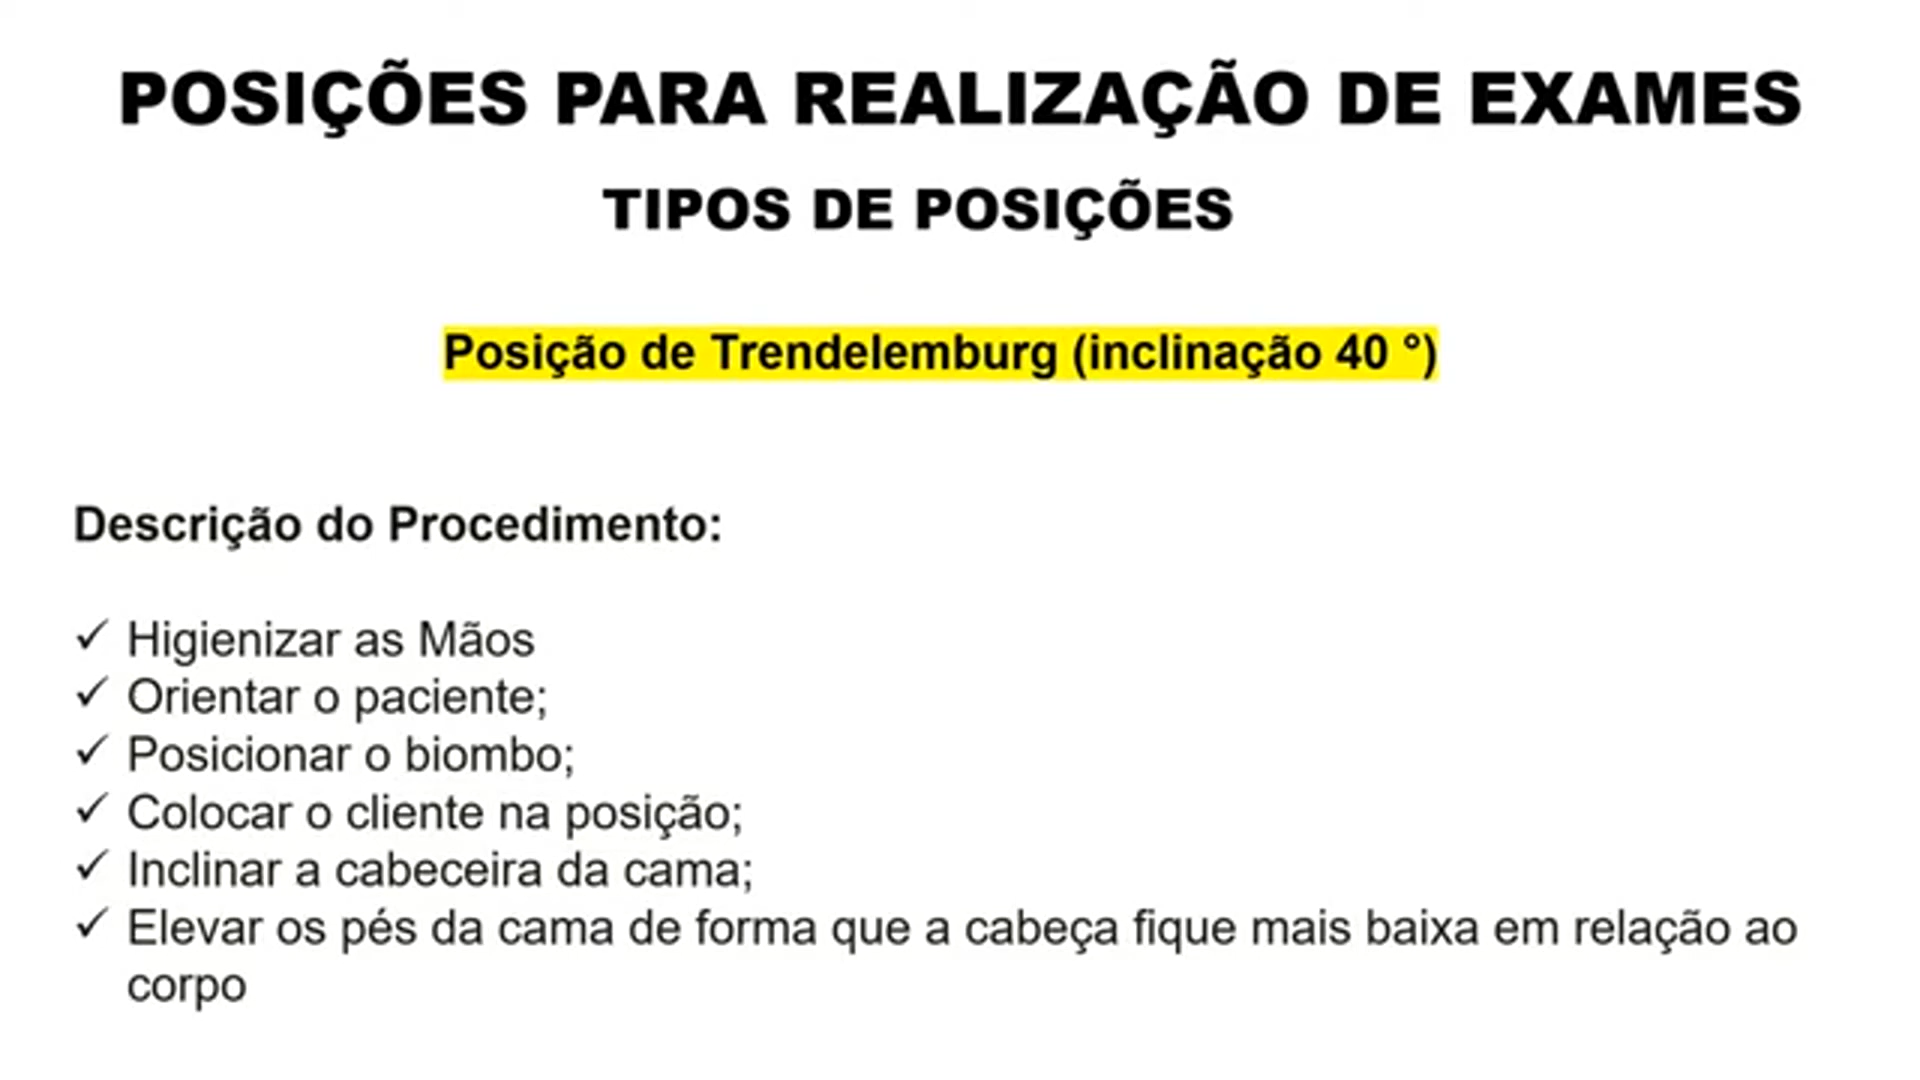 POSIÇÕES PARA REALIZAÇÃO DE EXAMES
TIPOS DE POSIÇÕES
Posição de Trendelemburg (inclinação 40 °)
Descrição do Procedimento:
✓ Higienizar as Mãos
✓ Orientar o paciente;
✓ Posicionar o biombo;
✓ Colocar o cliente na posição;
✓ Inclinar a cabeceira da cama;
✓ Elevar os pés da cama de forma que a cabeça fique mais baixa em relação ao
corpo